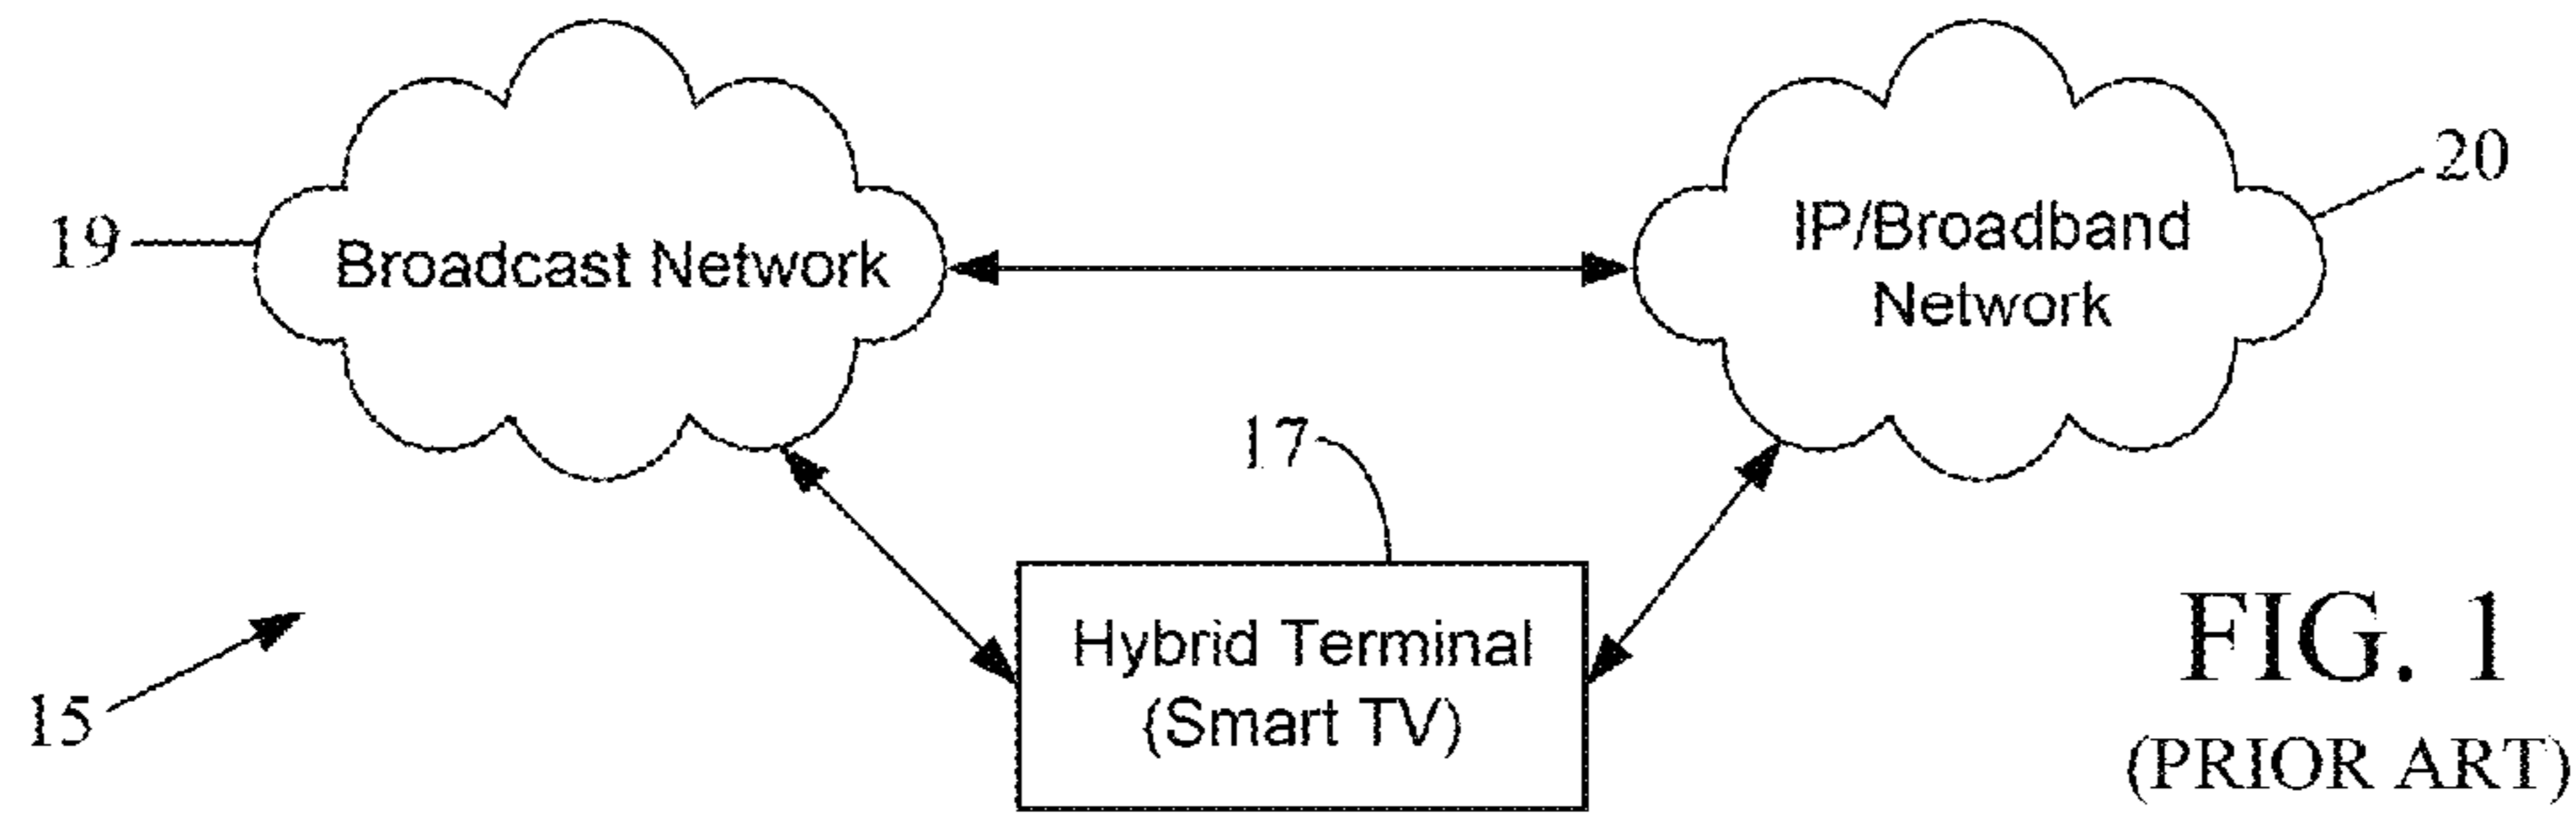 19
Broadcast Network
IP/Broadband
Network
20
17
Hybrid Terminal
(Smart TV)
15
FIG. 1
(PRIOR ART)